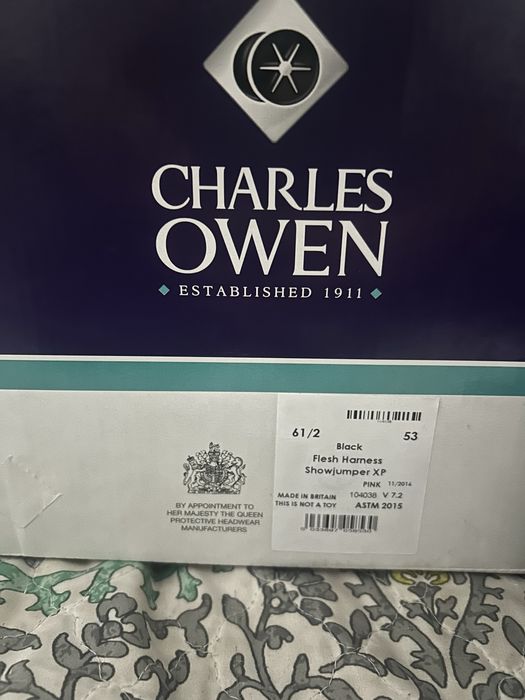 CHARLES
OWEN
ESTABLISHED 1911
61/2 53
Black
Flesh Harness
Showjumper XP
PINK 11/2016
MADE IN BRITAIN 104038 V 7.2
THIS IS NOT A TOY ASTM 2015
BY APPOINTMENT TO
HER MAJESTY THE QUEEN
PROTECTIVE HEADWEAR
MANUFACTURERS